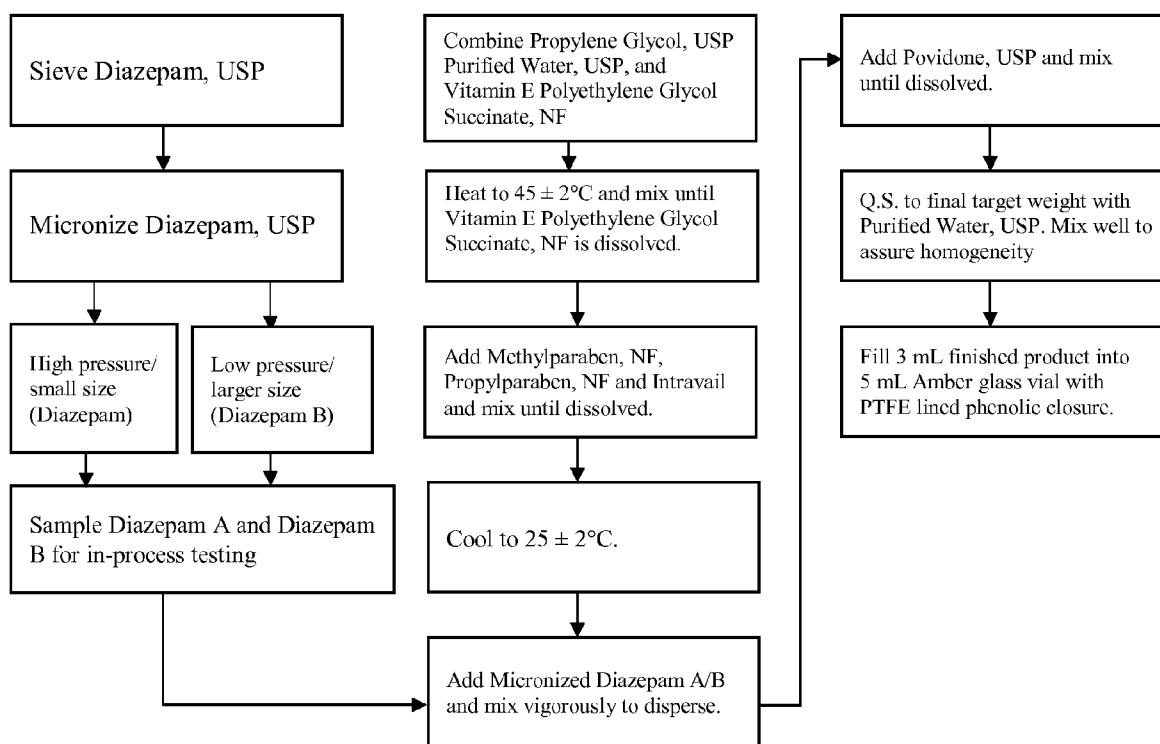 Sieve Diazepam, USP
Micronize Diazepam, USP
High pressure/
small size
(Diazepam)
Low pressure/
larger size
(Diazepam B)
Sample Diazepam A and Diazepam
B for in-process testing
Combine Propylene Glycol, USP
Purified Water, USP, and
Vitamin E Polyethylene Glycol
Succinate, NF
Heat to 45 ± 2°C and mix until
Vitamin E Polyethylene Glycol
Succinate, NF is dissolved.
Add Methylparaben, NF,
Propylparaben, NF and Intravail
and mix until dissolved.
Cool to 25 ± 2°C.
Add Micronized Diazepam A/B
and mix vigorously to disperse.
Add Povidone, USP and mix
until dissolved.
Q.S. to final target weight with
Purified Water, USP. Mix well to
assure homogeneity
Fill 3 mL finished product into
5 mL Amber glass vial with
PTFE lined phenolic closure.